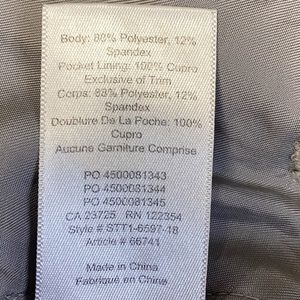 Body: 88% Polyester, 12%
Spandex
Pocket Lining: 100% Cupro
Exclusive of Trim
Corps: 88% Polyester, 12%
Spandex
Doublure De La Poche: 100%
Cupro
Aucune Garniture Comprise
PO 4500081343
PO 4500081344
PO 4500081345
CA 23725 RN 122354
Style # STT1-6597-18
Article # 66741
Made in China
Fabriqué en Chine